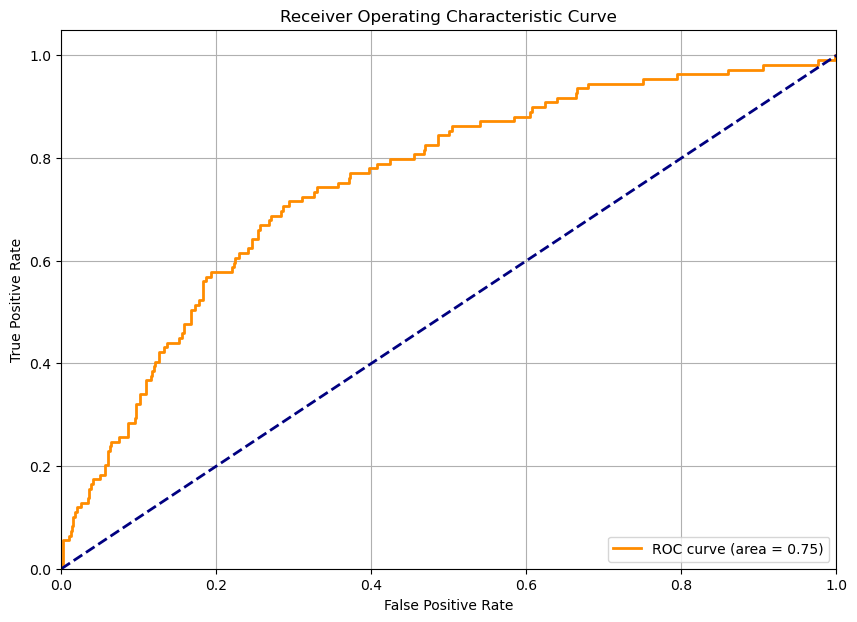 Receiver Operating Characteristic Curve
1.0
0.8
0.6
0.4
0.2
0.0
True Positive Rate
ROC curve (area = 0.75)
0.0 0.2 0.4 0.6 0.8 1.0
False Positive Rate